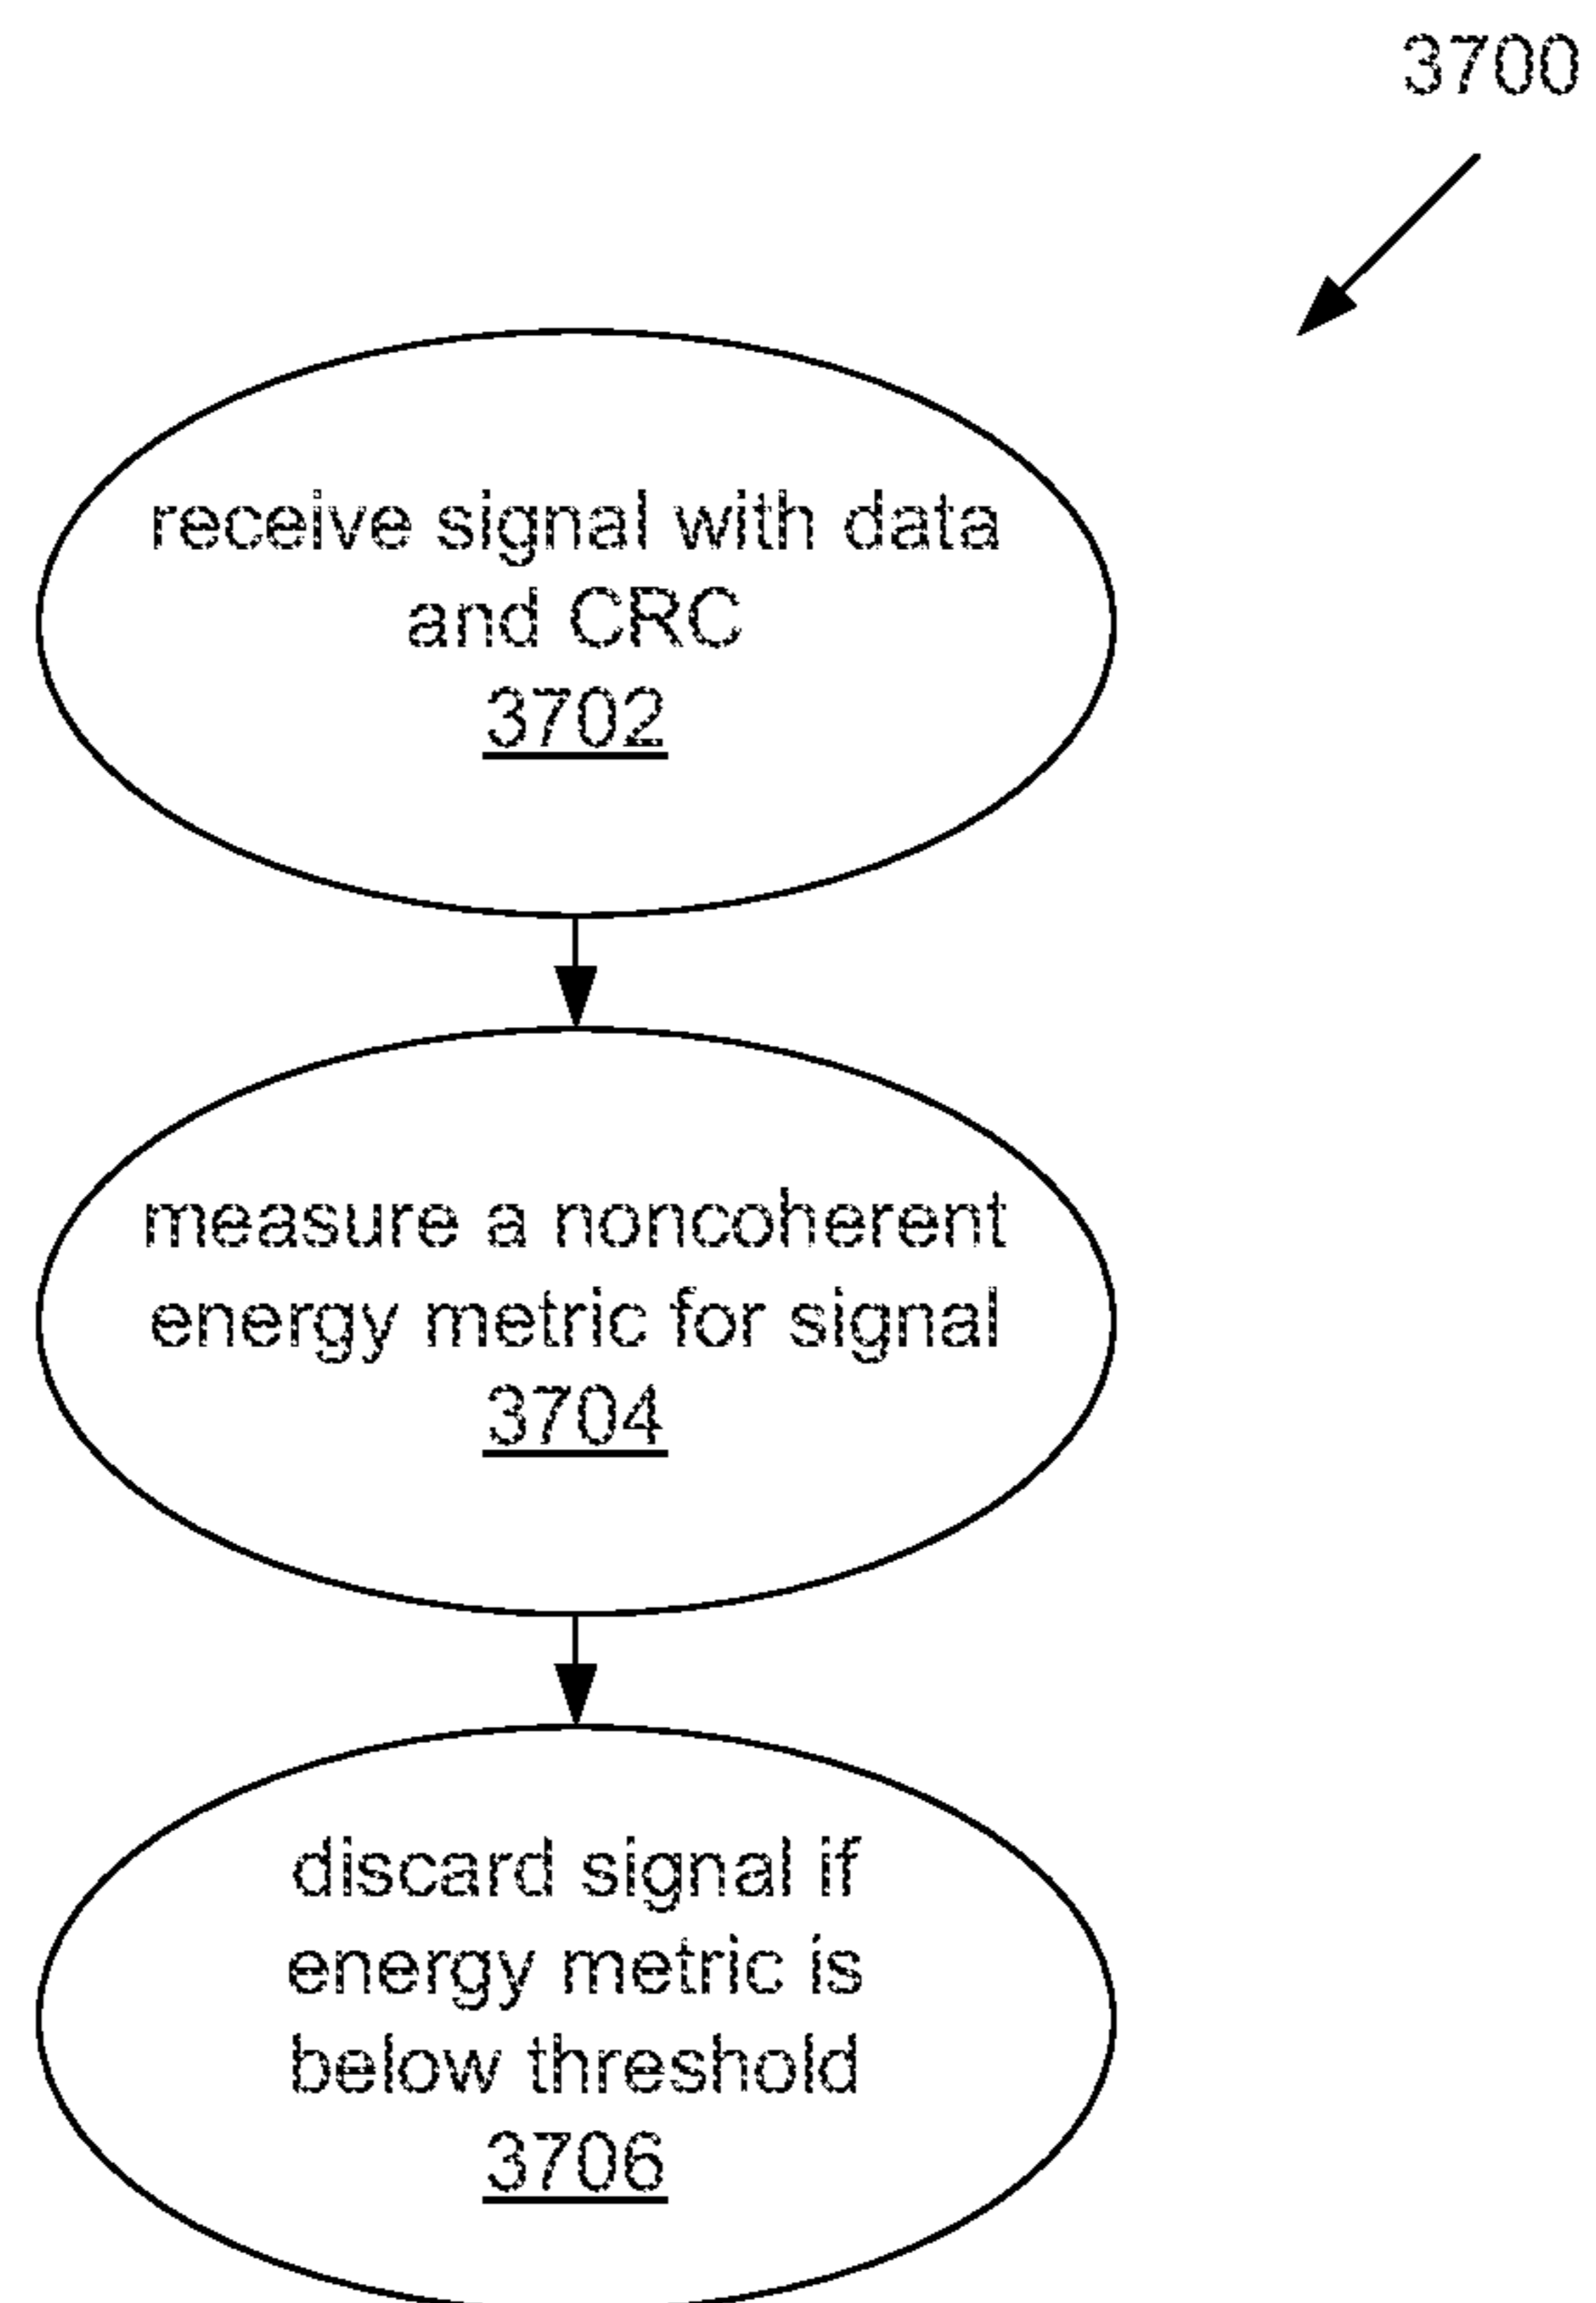 3700
receive signal with data
and CRC
3702
measure a noncoherent
energy metric for signal
3704
discard signal if
energy metric is
below threshold
3706